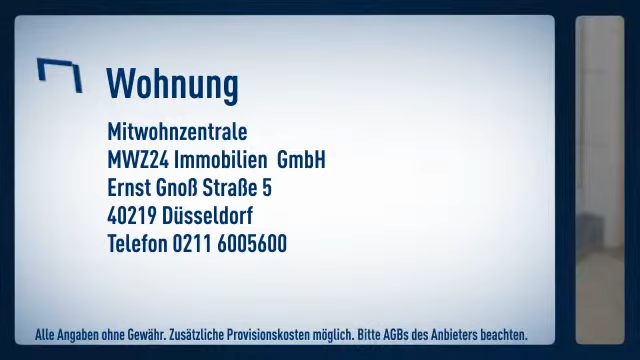 Wohnung
Mitwohnzentrale
MWZ24 Immobilien GmbH
Ernst Gnoß Straße 5
40219 Düsseldorf
Telefon 0211 6005600
Alle Angaben ohne Gewähr. Zusätzliche Provisionskosten möglich. Bitte AGBs des Anbieters beachten.